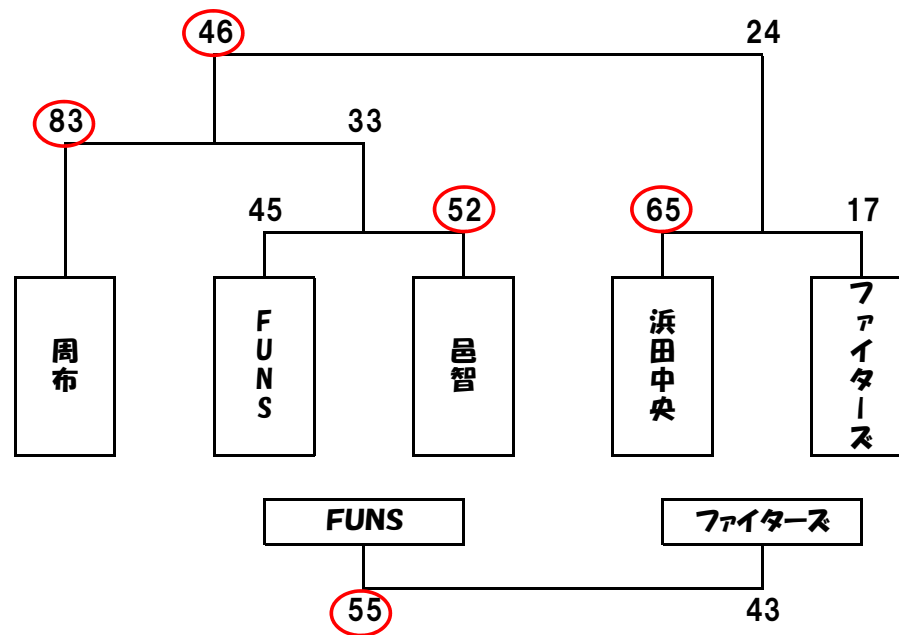 46 24
83 33
45 52 65 17
周布
FUNS
邑智
浜田中央
ファイターズ
FUNS ファイターズ
55 43